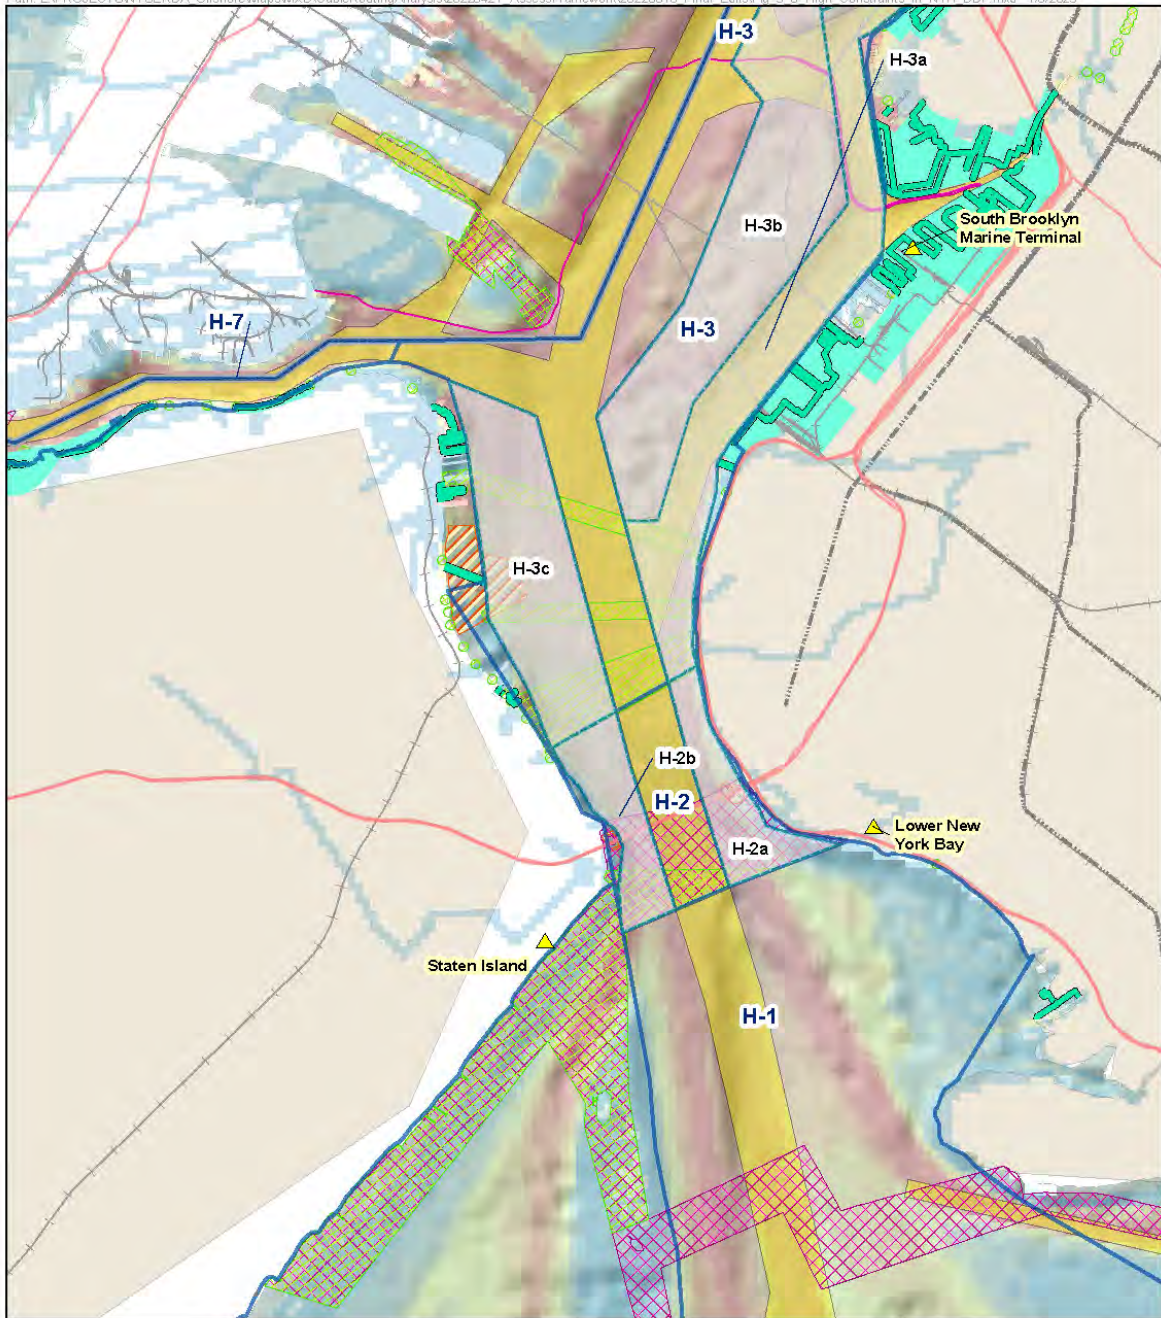 H-3
H-3a
H-3b
South Brooklyn
Marine Terminal
H-7
H-3
H-3c
H-2b
H-2
H-2a
Lower New
York Bay
Staten Island
H-1